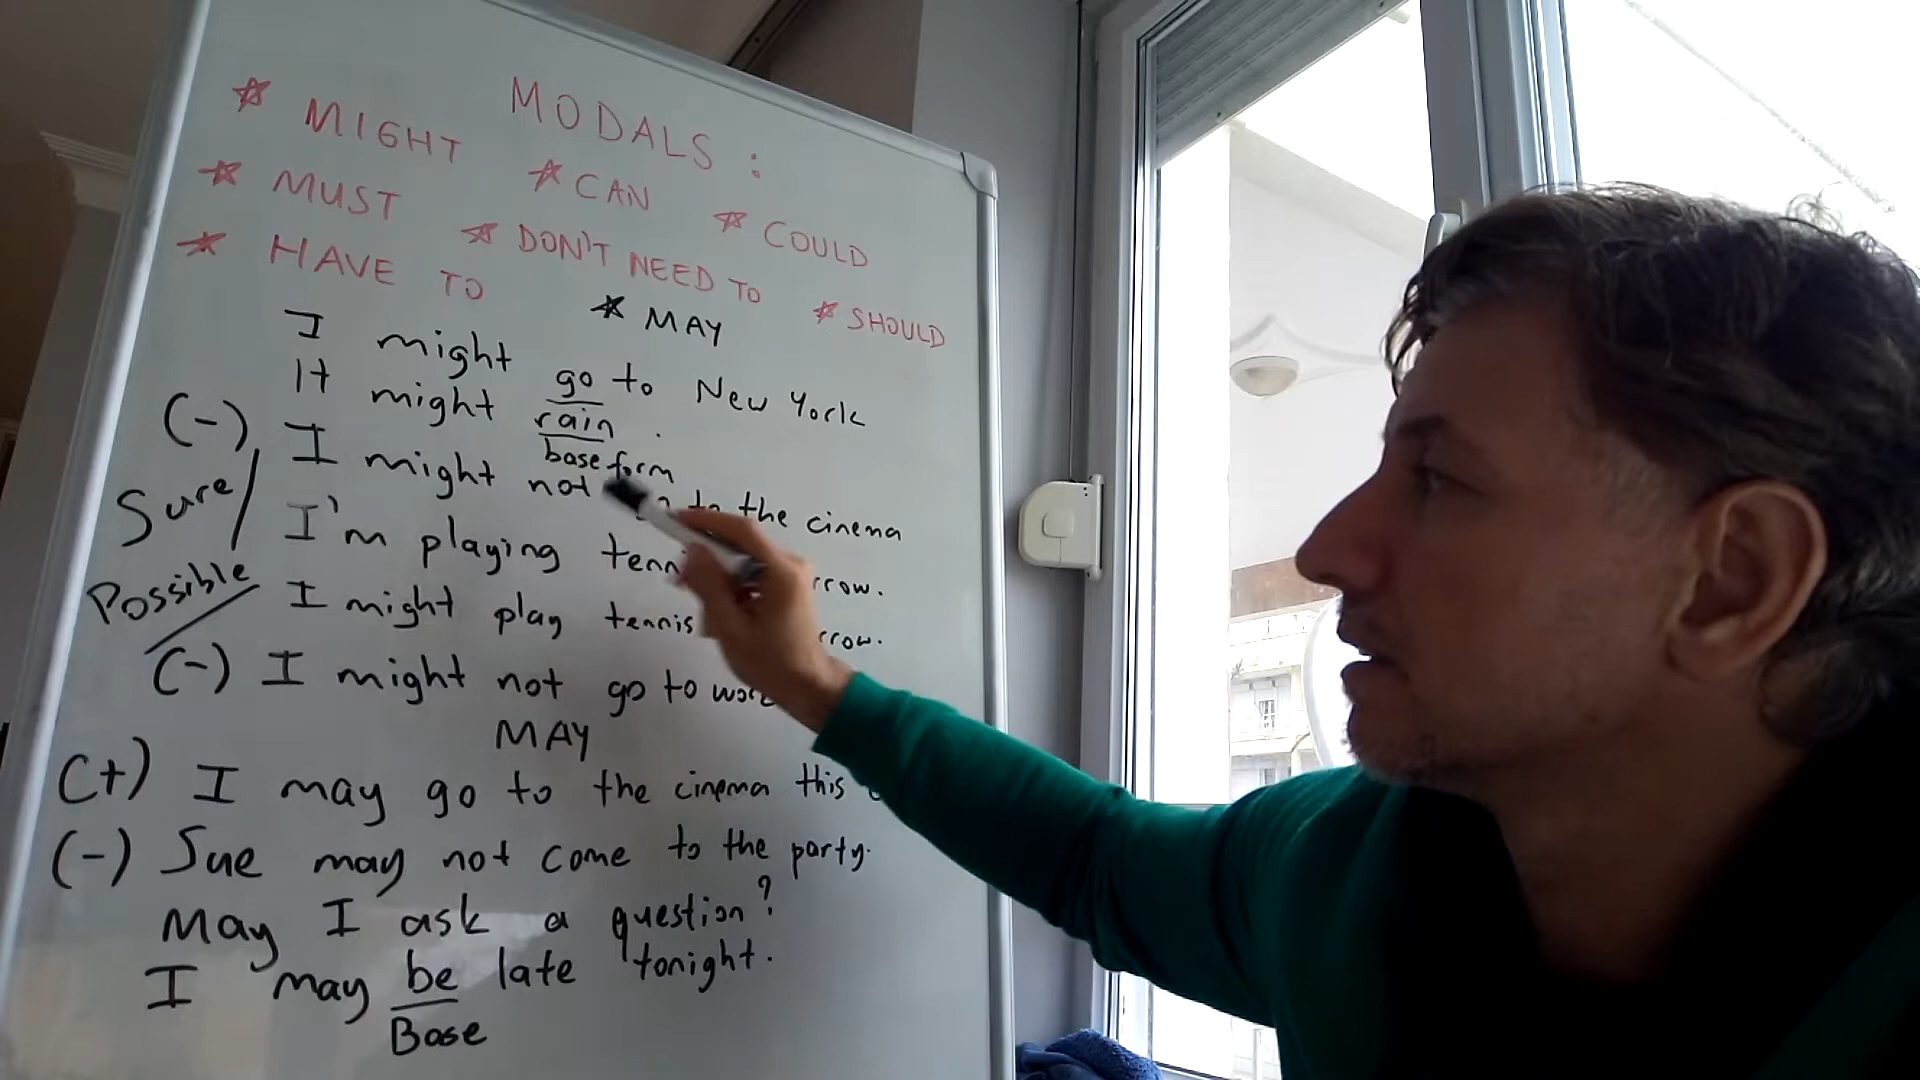 MODALS :
* MIGHT * CAN * COULD
* MUST * DON'T NEED TO * SHOULD
* HAVE TO * MAY
I might go to New York
It might rain .
base form
(-) I might not to the cinema
Sure / I'm playing
Possible / I might play tennis
(-) I might not go to
MAY
(+) I may go to the cinema this
(-) Sue may not come to the party.
May I ask a question?
I may be late tonight.
Base